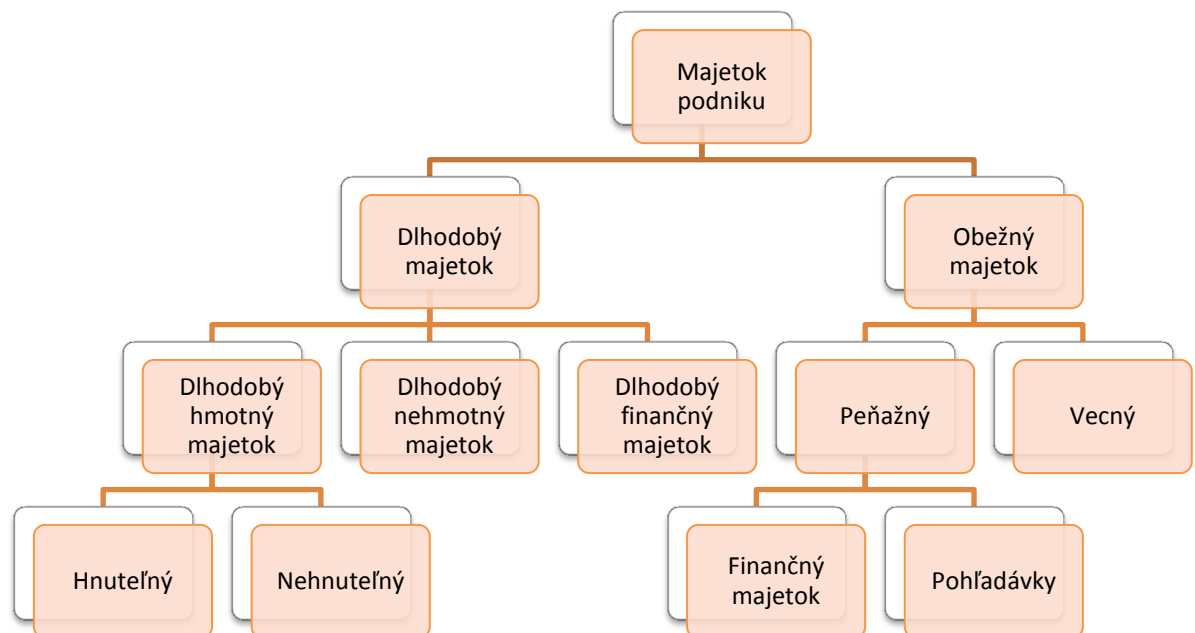 Majetok
podniku
Dlhodobý
majetok
Obežný
majetok
Dlhodobý
hmotný
majetok
Dlhodobý
nehmotný
majetok
Dlhodobý
finančný
majetok
Peňažný
Vecný
Hnuteľný
Nehnuteľný
Finančný
majetok
Pohľadávky